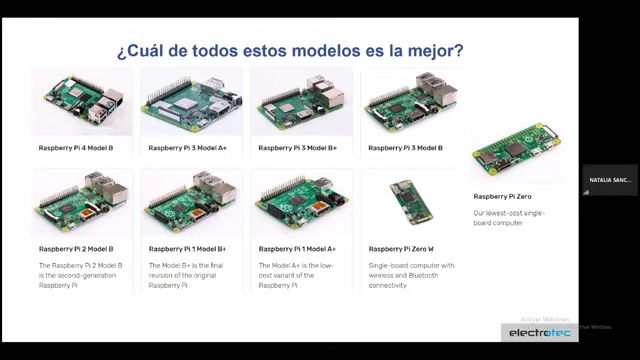 ¿Cuál de todos estos modelos es la mejor?
Raspberry Pi 4 Model B
Raspberry Pi 3 Model A+
Raspberry Pi 3 Model B+
Raspberry Pi 3 Model B
Raspberry Pi Zero
Our lowest-cost single-
board computer
NATALIA SANC...
Raspberry Pi 2 Model B
The Raspberry Pi 2 Model B
is the second-generation
Raspberry Pi
Raspberry Pi 1 Model B+
The Model B+ is the final
revision of the original
Raspberry Pi
Raspberry Pi 1 Model A+
The Model A+ is the low-
cost variant of the
Raspberry Pi
Raspberry Pi Zero W
Single-board computer with
wireless and Bluetooth
connectivity
Activar Windows
electrotec
Activar Windows